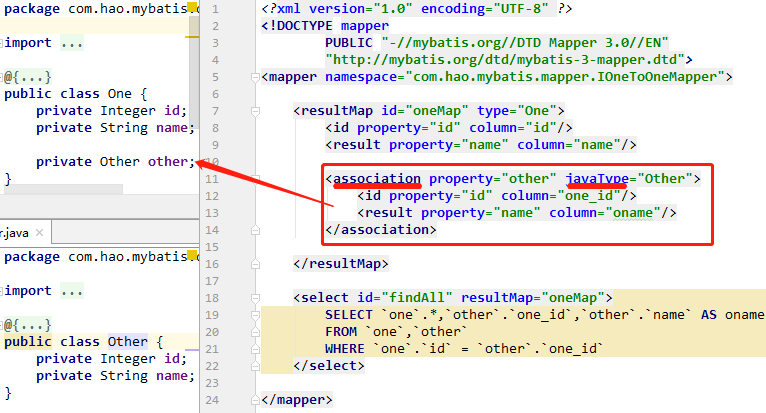 package com.hao.mybatis.
import ...
@{...}
public class One {
private Integer id;
private String name;
private Other other;
}
r.java ×
package com.hao.mybatis.
import ...
@{...}
public class Other {
private Integer id;
private String name;
}
1 <?xml version="1.0" encoding="UTF-8" ?>
2 <!DOCTYPE mapper
3 PUBLIC "-//mybatis.org//DTD Mapper 3.0//EN"
4 "http://mybatis.org/dtd/mybatis-3-mapper.dtd">
5 <mapper namespace="com.hao.mybatis.mapper.IOneToOneMapper">
6
7 <resultMap id="oneMap" type="One">
8 <id property="id" column="id"/>
9 <result property="name" column="name"/>
10
11 <association property="other" javaType="Other">
12 <id property="id" column="one_id"/>
13 <result property="name" column="oname"/>
14 </association>
15
16 </resultMap>
17
18 <select id="findAll" resultMap="oneMap">
19 SELECT `one`.*,`other`.`one_id`,`other`.`name` AS oname
20 FROM `one`,`other`
21 WHERE `one`.`id` = `other`.`one_id`
22 </select>
23
24 </mapper>